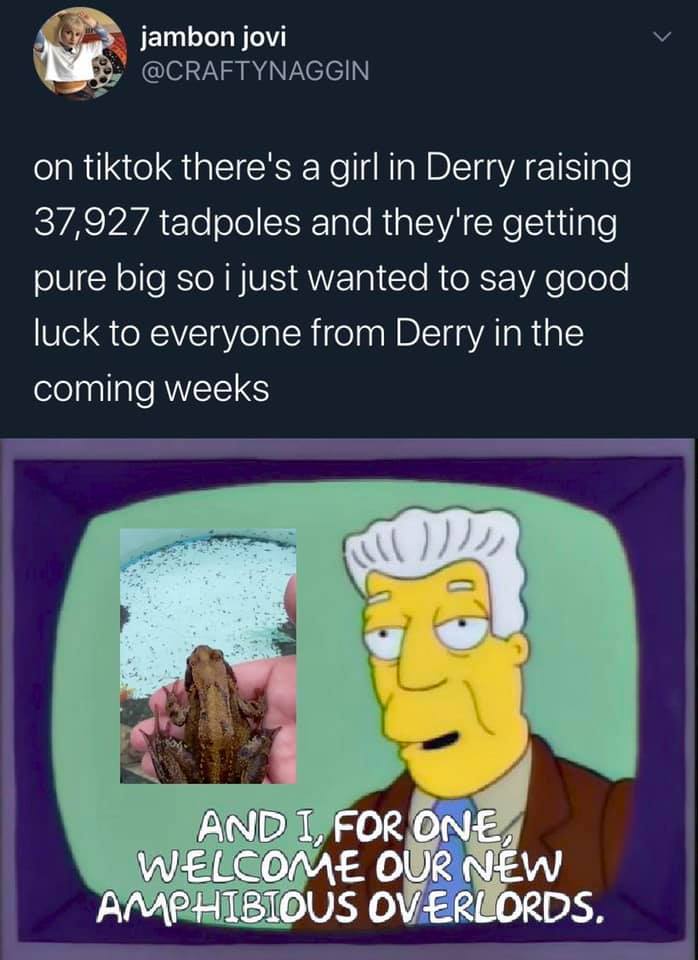 jambon jovi
@CRAFTYNAGGIN
on tiktok there's a girl in Derry raising
37,927 tadpoles and they're getting
pure big so i just wanted to say good
luck to everyone from Derry in the
coming weeks
AND I, FOR ONE,
WELCOME OUR NEW
AMPHIBIOUS OVERLORDS.